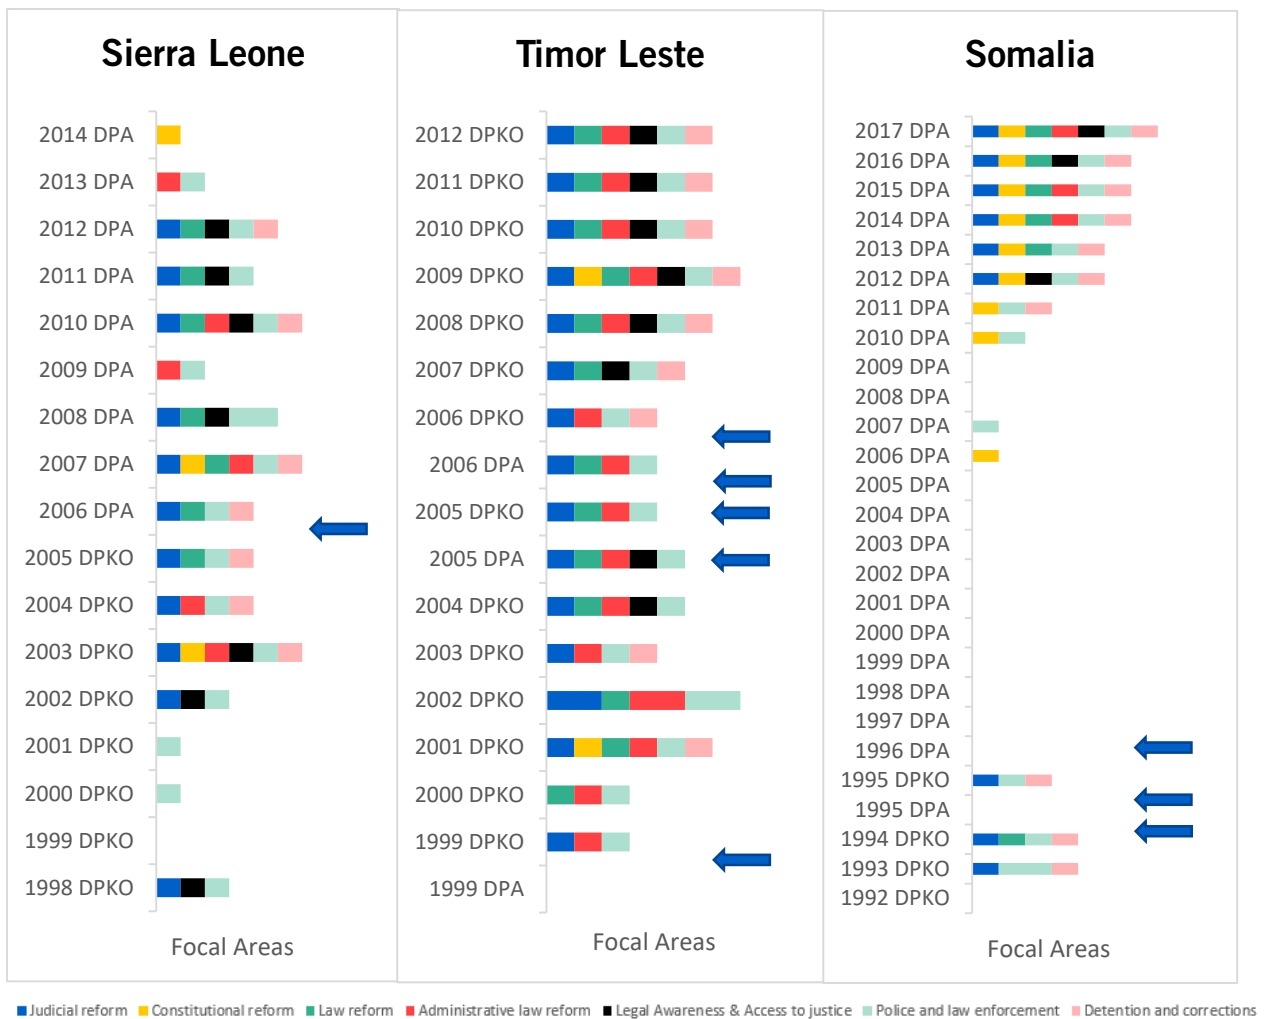 Sierra Leone
2014 DPA
2013 DPA
2012 DPA
2011 DPA
2010 DPA
2009 DPA
2008 DPA
2007 DPA
2006 DPA
2005 DPKO
2004 DPKO
2003 DPKO
2002 DPKO
2001 DPKO
2000 DPKO
1999 DPKO
1998 DPKO
Focal Areas
Timor Leste
2012 DPKO
2011 DPKO
2010 DPKO
2009 DPKO
2008 DPKO
2007 DPKO
2006 DPKO
2006 DPA
2005 DPKO
2005 DPA
2004 DPKO
2003 DPKO
2002 DPKO
2001 DPKO
2000 DPKO
1999 DPKO
1999 DPA
Focal Areas
Somalia
2017 DPA
2016 DPA
2015 DPA
2014 DPA
2013 DPA
2012 DPA
2011 DPA
2010 DPA
2009 DPA
2008 DPA
2007 DPA
2006 DPA
2005 DPA
2004 DPA
2003 DPA
2002 DPA
2001 DPA
2000 DPA
1999 DPA
1998 DPA
1997 DPA
1996 DPA
1995 DPKO
1995 DPA
1994 DPKO
1993 DPKO
1992 DPKO
Focal Areas
Judicial reform Constitutional reform Law reform Administrative law reform Legal Awareness & Access to justice Police and law enforcement Detention and corrections